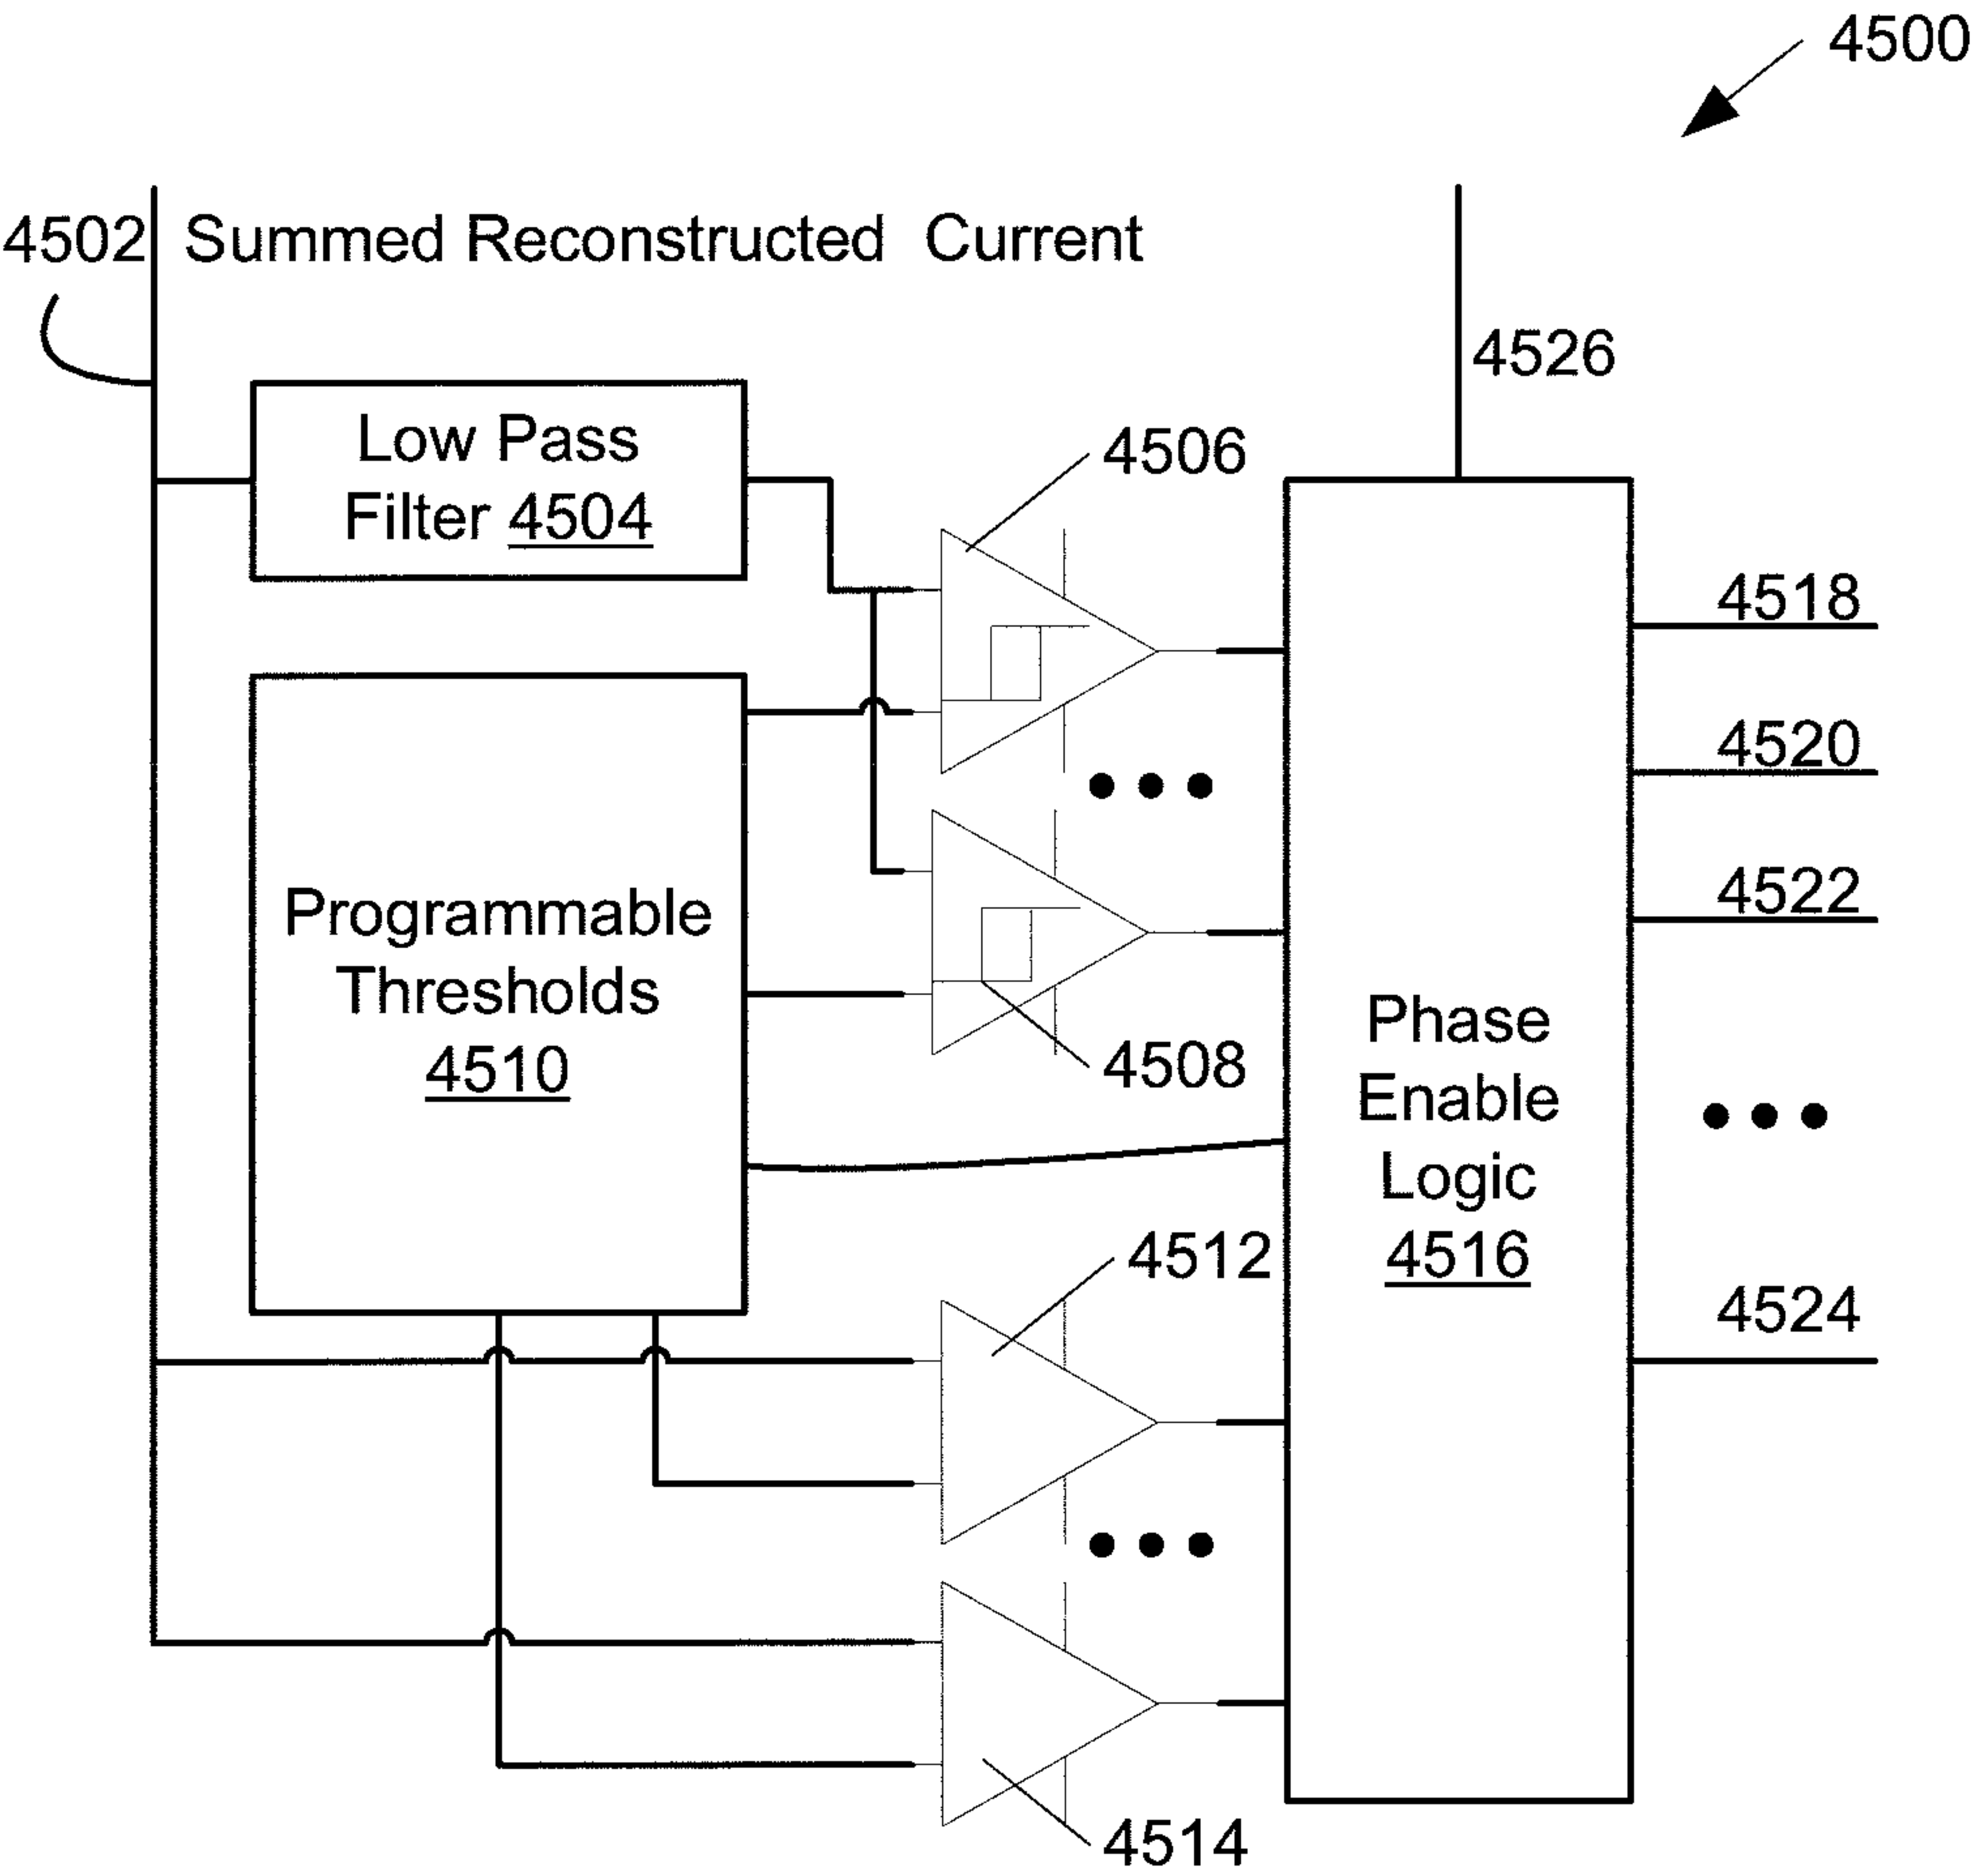 4500
4502 Summed Reconstructed Current
4526
Low Pass
Filter 4504
4506
4518
4520
4522
Programmable
Thresholds
4510
4508
Phase
Enable
Logic
4516
4512
4524
4514